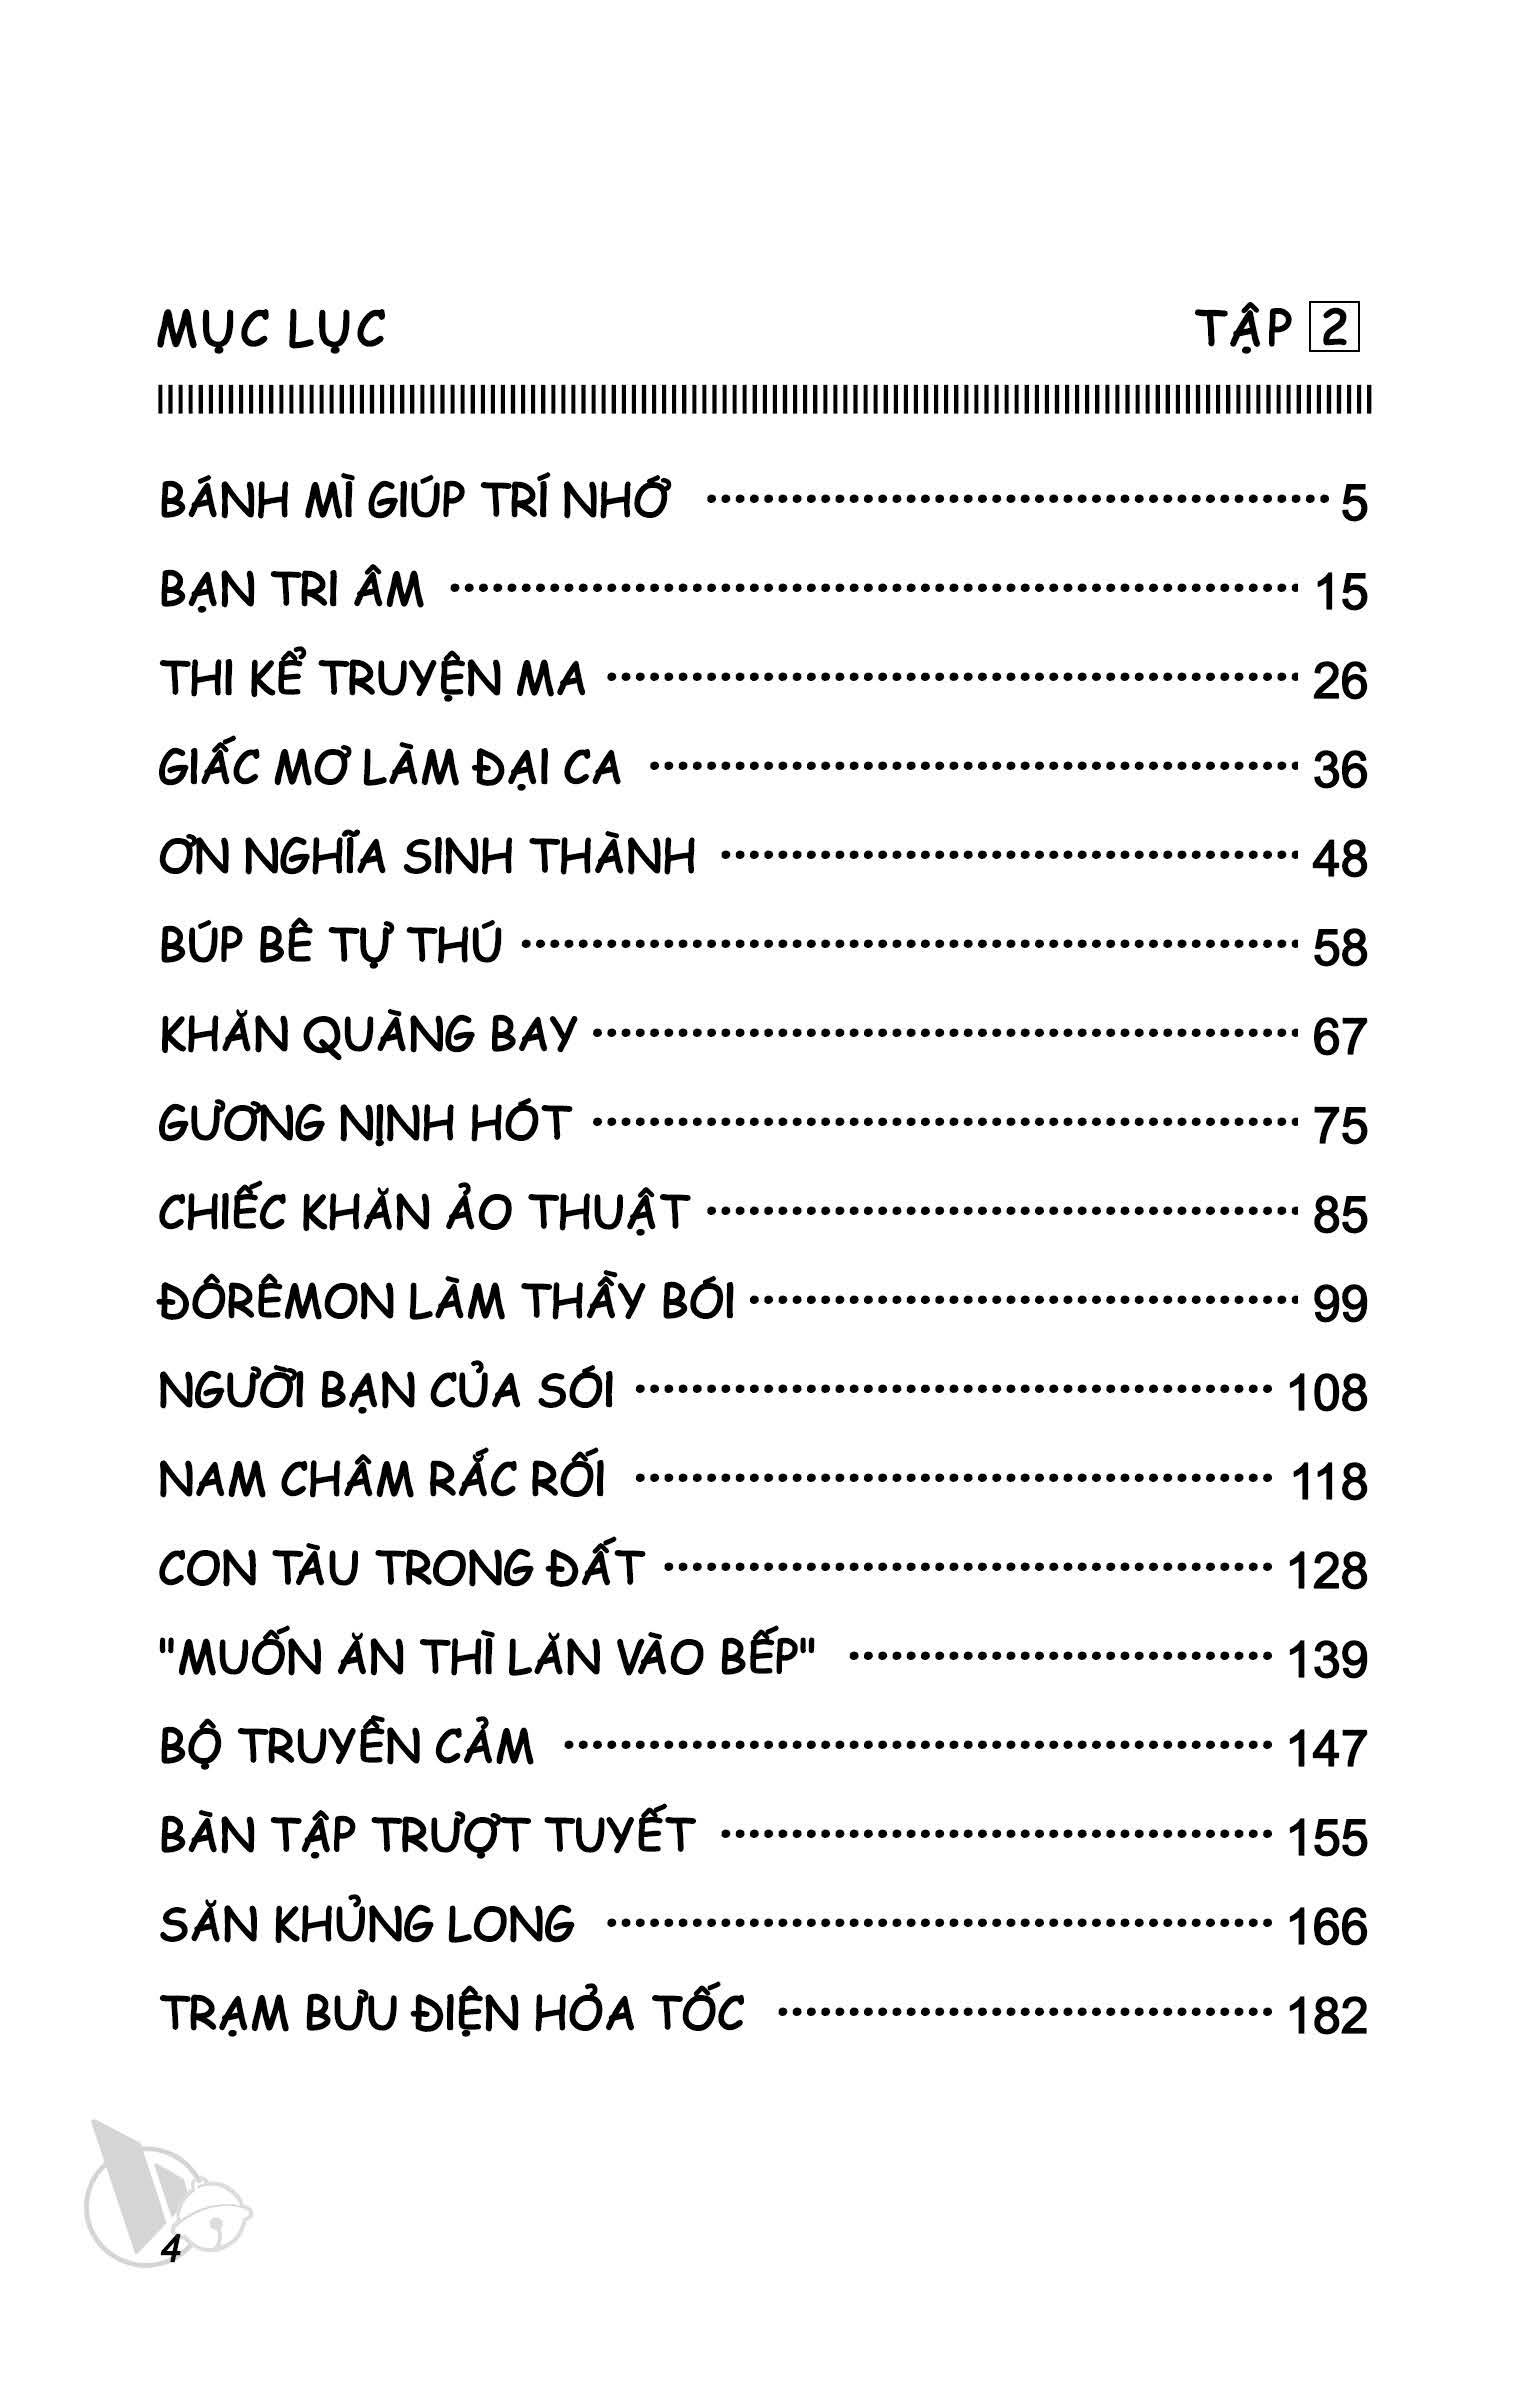 MỤC LỤC TẬP 2
BÁNH MÌ GIÚP TRÍ NHỚ 5
BẠN TRI ÂM 15
THI KỂ TRUYỆN MA 26
GIẤC MƠ LÀM ĐẠI CA 36
ƠN NGHĨA SINH THÀNH 48
BÚP BÊ TỰ THÚ 58
KHĂN QUÀNG BAY 67
GƯƠNG NỊNH HÓT 75
CHIẾC KHĂN ẢO THUẬT 85
ĐÔRÊMON LÀM THẦY BÓI 99
NGƯỜI BẠN CỦA SÓI 108
NAM CHÂM RẮC RỐI 118
CON TÀU TRONG ĐẤT 128
"MUỐN ĂN THÌ LĂN VÀO BẾP" 139
BỘ TRUYỀN CẢM 147
BÀN TẬP TRƯỢT TUYẾT 155
SĂN KHỦNG LONG 166
TRẠM BƯU ĐIỆN HỎA TỐC 182
4